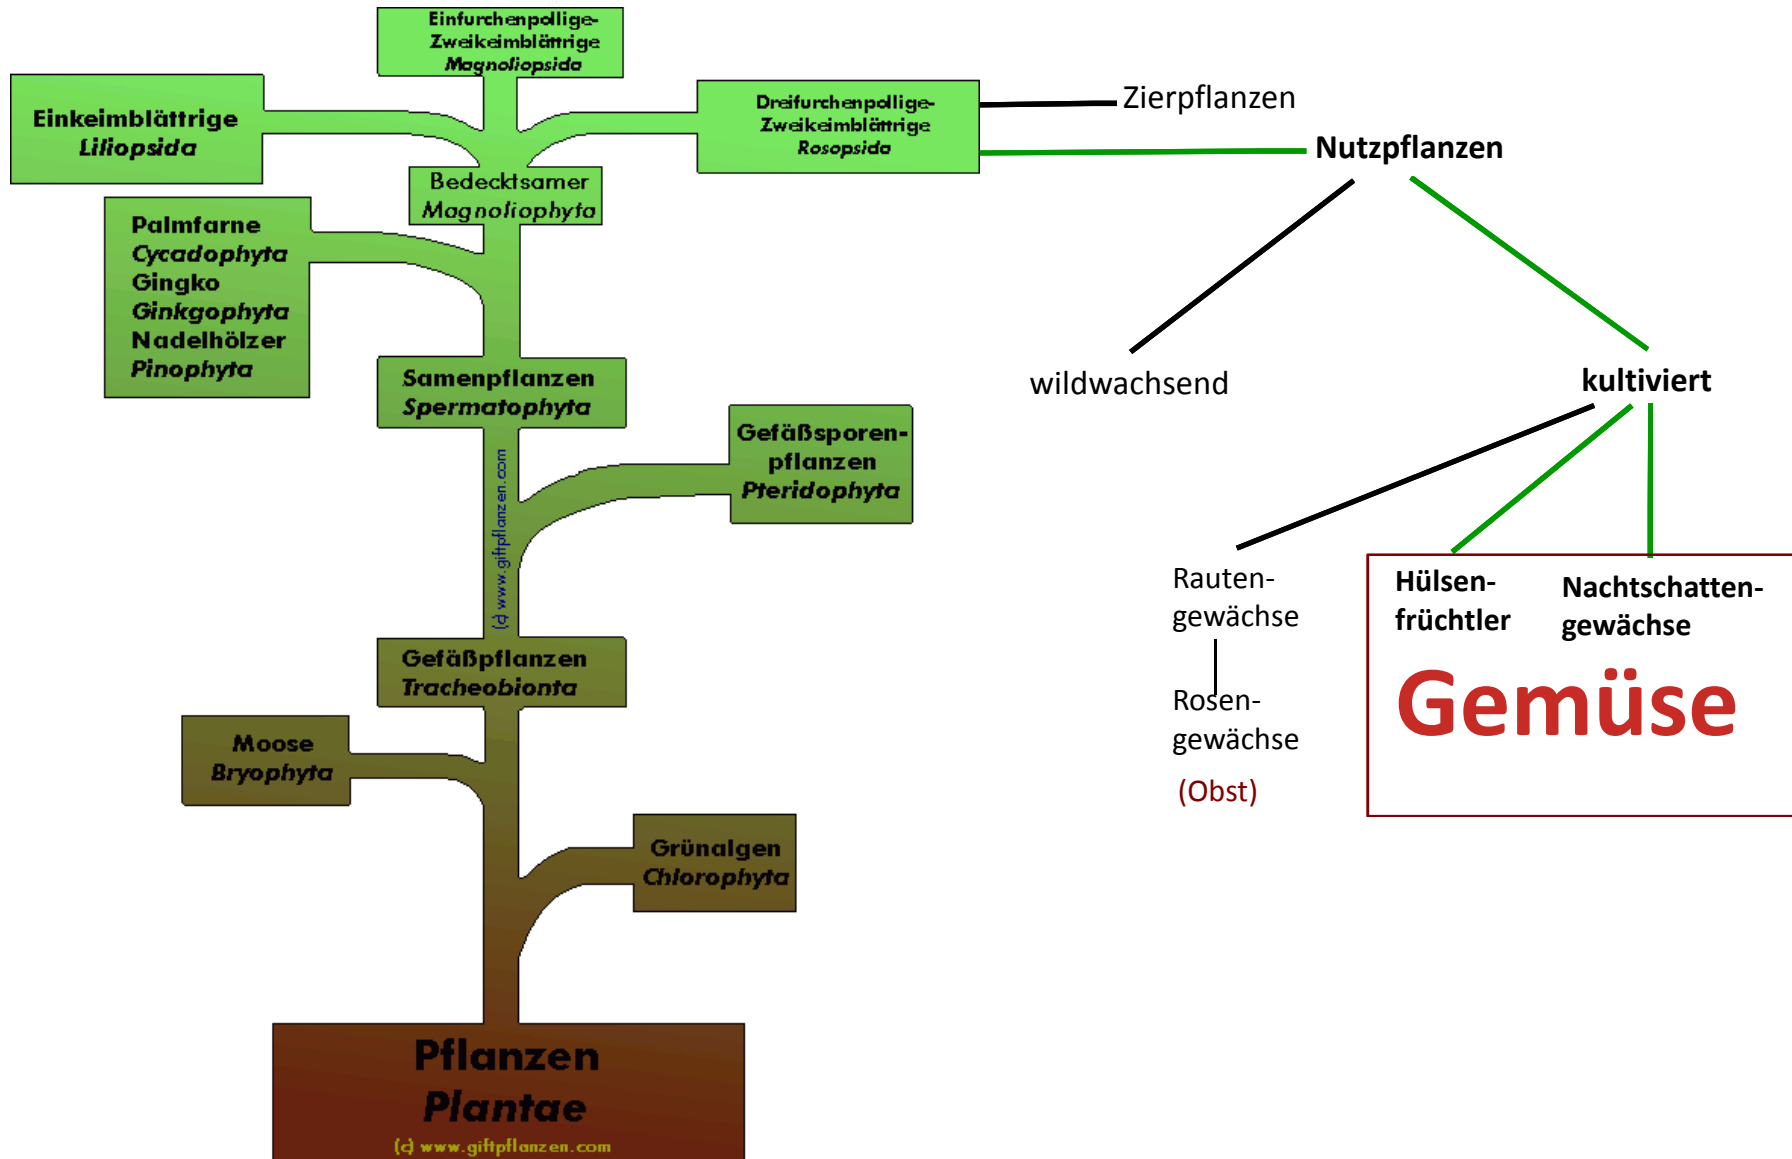 Einfurchenpollige-
Zweikeimblättrige
Magnoliopsida
Einkeimblättrige
Liliopsida
Dreifurchenpollige-
Zweikeimblättrige
Rosopsida
Zierpflanzen
Nutzpflanzen
Bedecktsamer
Magnoliophyta
Palmfarne
Cycadophyta
Gingko
Ginkgophyta
Nadelhölzer
Pinophyta
wildwachsend
kultiviert
Samenpflanzen
Spermatophyta
Gefäßsporen-
pflanzen
Pteridophyta
(c) www.giftpflanzen.com
Rauten-
gewächse
Hülsen-
früchtler
Nachtschatten-
gewächse
Gemüse
Rosen-
gewächse
(Obst)
Gefäßpflanzen
Tracheobionta
Moose
Bryophyta
Grünalgen
Chlorophyta
Pflanzen
Plantae
(c) www.giftpflanzen.com